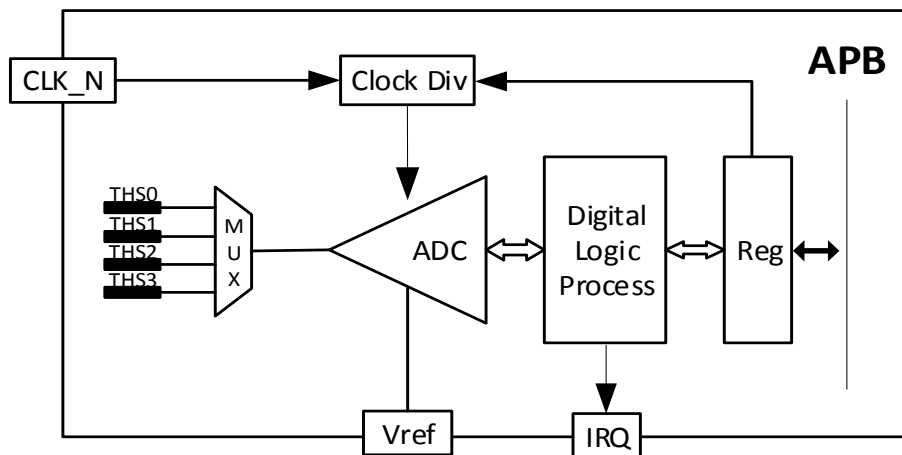 APB
CLK_N
Clock Div
THS0
THS1
THS2
THS3
M
U
X
ADC
Digital
Logic
Process
Reg
Vref
IRQ